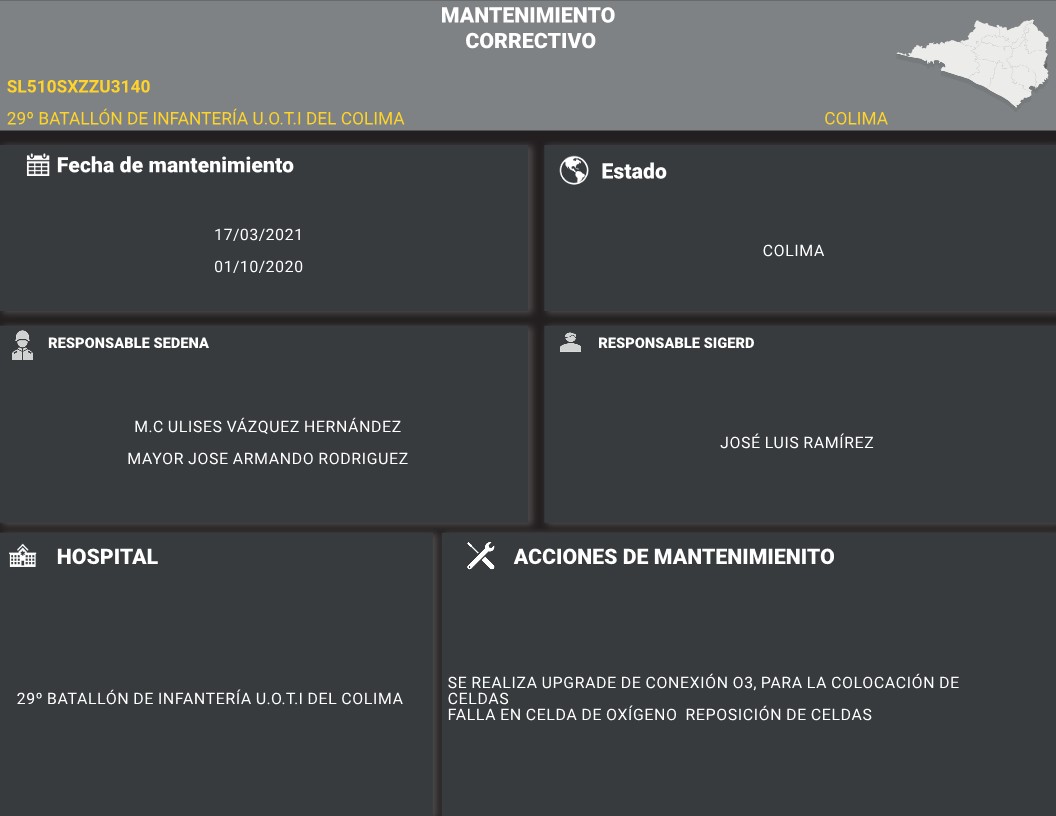 MANTENIMIENTO
CORRECTIVO
SL510SXZZU3140
29º BATALLÓN DE INFANTERÍA U.O.T.I DEL COLIMA
COLIMA
Fecha de mantenimiento
17/03/2021
01/10/2020
Estado
COLIMA
RESPONSABLE SEDENA
M.C ULISES VÁZQUEZ HERNÁNDEZ
MAYOR JOSE ARMANDO RODRIGUEZ
RESPONSABLE SIGERD
JOSÉ LUIS RAMÍREZ
HOSPITAL
29º BATALLÓN DE INFANTERÍA U.O.T.I DEL COLIMA
ACCIONES DE MANTENIMIENITO
SE REALIZA UPGRADE DE CONEXIÓN O3, PARA LA COLOCACIÓN DE
CELDAS
FALLA EN CELDA DE OXÍGENO  REPOSICIÓN DE CELDAS